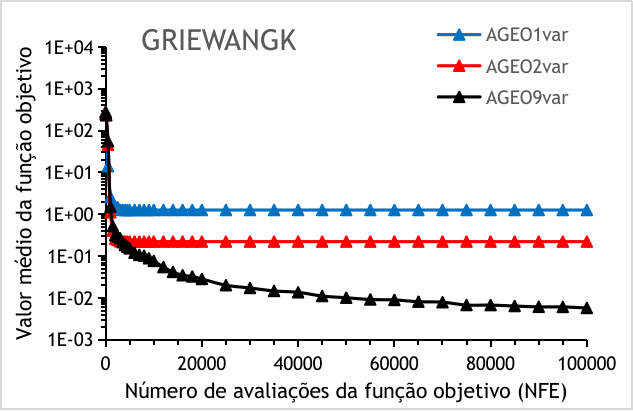 GRIEWANGK
AGEO1var
AGEO2var
AGEO9var
Valor médio da função objetivo
1E+04
1E+03
1E+02
1E+01
1E+00
1E-01
1E-02
1E-03
0 20000 40000 60000 80000 100000
Número de avaliações da função objetivo (NFE)